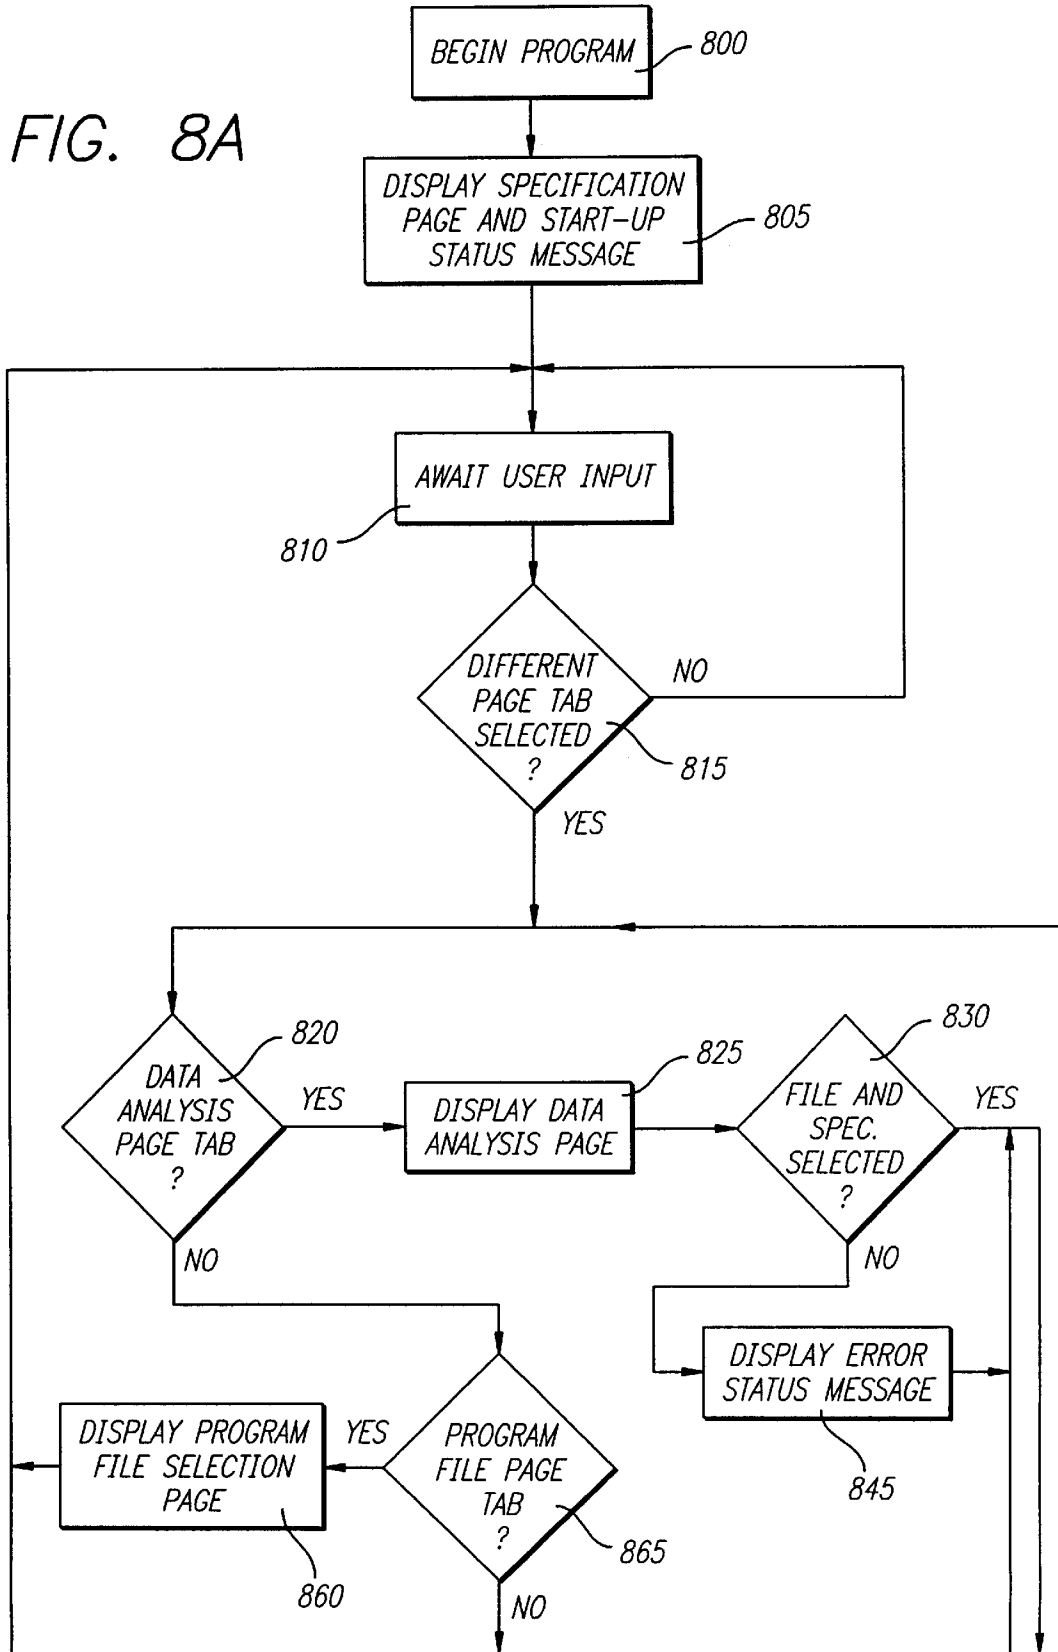 BEGIN PROGRAM
800
FIG. 8A
DISPLAY SPECIFICATION
PAGE AND START-UP
STATUS MESSAGE
805
AWAIT USER INPUT
810
DIFFERENT
PAGE TAB
SELECTED
?
NO
815
YES
820
DATA
ANALYSIS
PAGE TAB
?
YES
NO
825
DISPLAY DATA
ANALYSIS PAGE
830
FILE AND
SPEC.
SELECTED
?
YES
NO
DISPLAY ERROR
STATUS MESSAGE
845
DISPLAY PROGRAM
FILE SELECTION
PAGE
860
YES
PROGRAM
FILE PAGE
TAB
?
865
NO